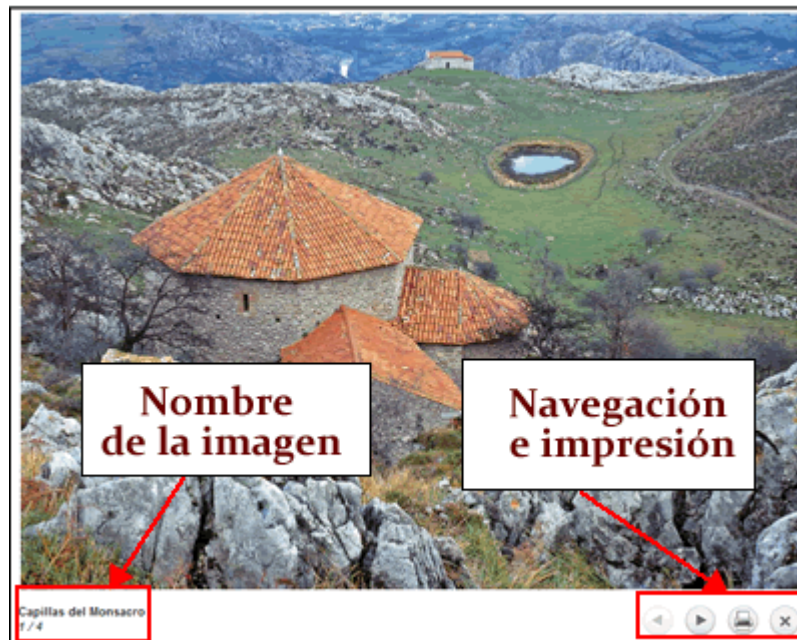 Nombre
de la imagen
Navegación
e impresión
Capillas del Monsacro
1 / 4